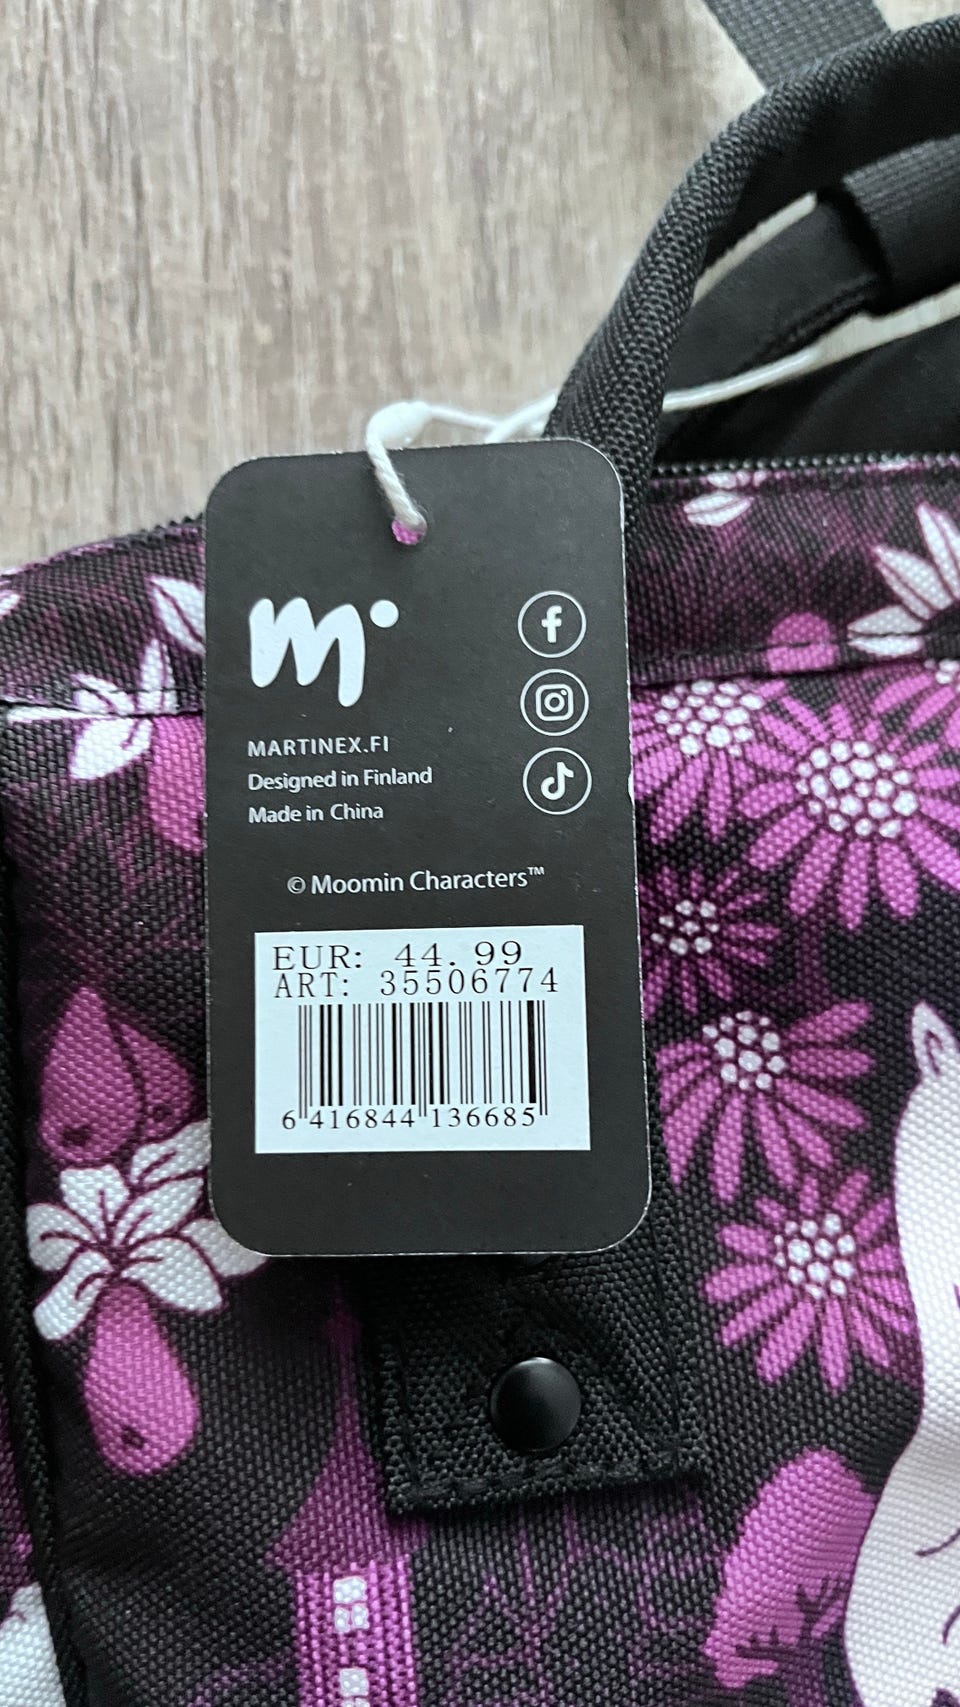 m
MARTINEX.FI
Designed in Finland
Made in China
© Moomin Characters™
EUR: 44.99
ART: 35506774
6 416844 136685